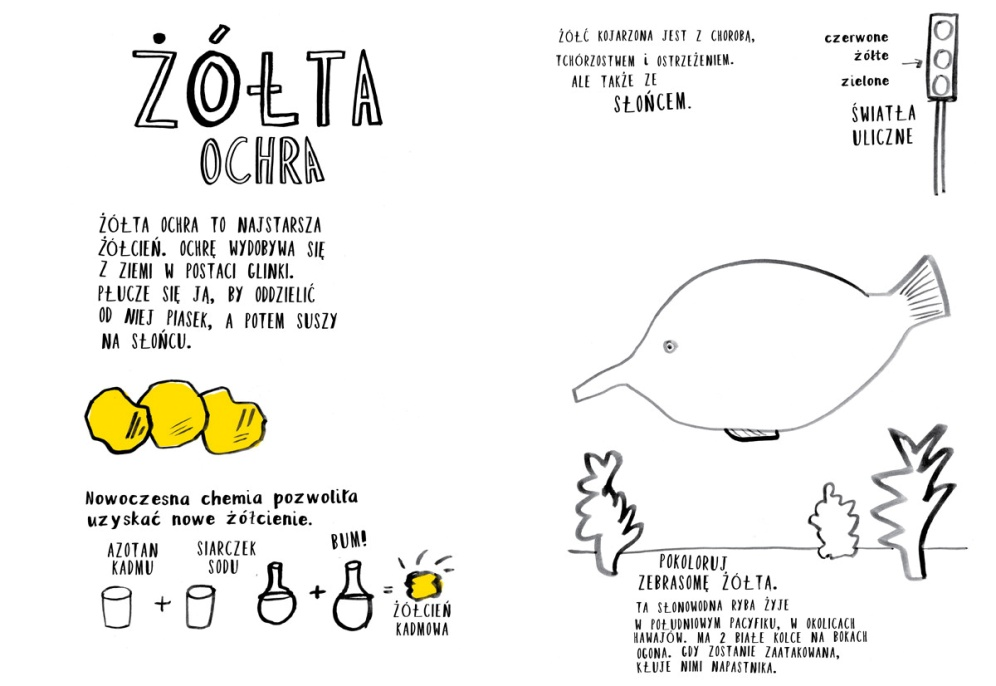 ŻÓŁTA
OCHRA
ŻÓŁTA OCHRA TO NAJSTARSZA
ŻÓŁCIEŃ. OCHRĘ WYDOBYWA SIĘ
Z ZIEMI W POSTACI GLINKI.
PŁUCZE SIĘ JĄ, BY ODDZIELIĆ
OD NIEJ PIASEK, A POTEM SUSZY
NA SŁOŃCU.
Nowoczesna chemia pozwoliła
uzyskać nowe żółcienie.
AZOTAN
KADMU
+
SIARCZEK
SODU
+
BUM!
=
ŻÓŁCIEŃ
KADMOWA
ŻÓŁĆ KOJARZONA JEST Z CHOROBĄ,
TCHÓRZOSTWEM i OSTRZEŻENIEM.
ALE TAKŻE ZE
SŁOŃCEM.
czerwone
żółte
zielone
ŚWIATŁA
ULICZNE
POKOLORUJ
ZEBRASOMĘ ŻÓŁTĄ.
TA SŁONOWODNA RYBA ŻYJE
W POŁUDNIOWYM PACYFIKU, W OKOLICACH
HAWAJÓW. MA 2 BIAŁE KOLCE NA BOKACH
OGONA. GDY ZOSTANIE ZAATAKOWANA,
KŁUJE NIMI NAPASTNIKA.